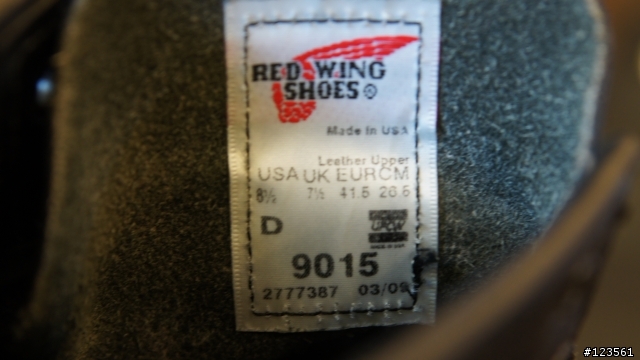 RED WING
SHOES ®
Made in USA
Leather Upper
USA UK EUR CM
8½ 7½ 41.5 26.5
D
9015
2777387 03/09
#123561